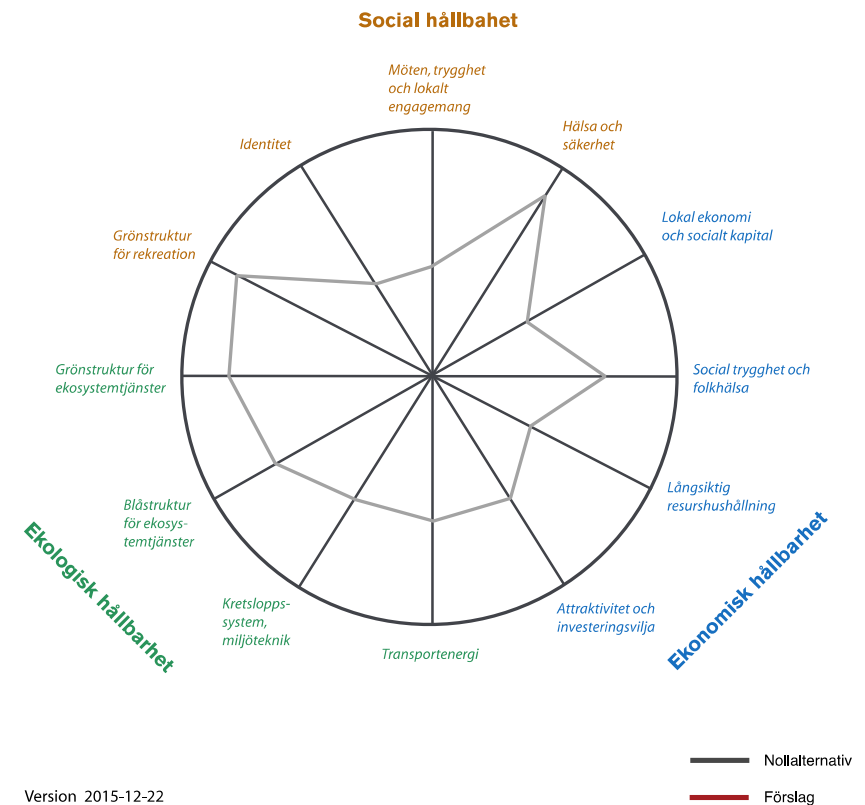 Social hållbahet
Möten, trygghet
och lokalt
engagemang
Hälsa och
säkerhet
Identitet
Lokal ekonomi
och socialt kapital
Grönstruktur
för rekreation
Grönstruktur för
ekosystemtjänster
Social trygghet och
folkhälsa
Långsiktig
resurshushållning
Blåstruktur
för ekosys-
temtjänster
Ekologisk hållbarhet
Ekonomisk hållbarhet
Kretslopps-
system,
miljöteknik
Attraktivitet och
investeringsvilja
Transportenergi
Nollalternativ
Version 2015-12-22
Förslag